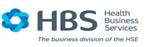 HBS Health
Business
Services
The business division of the HSE